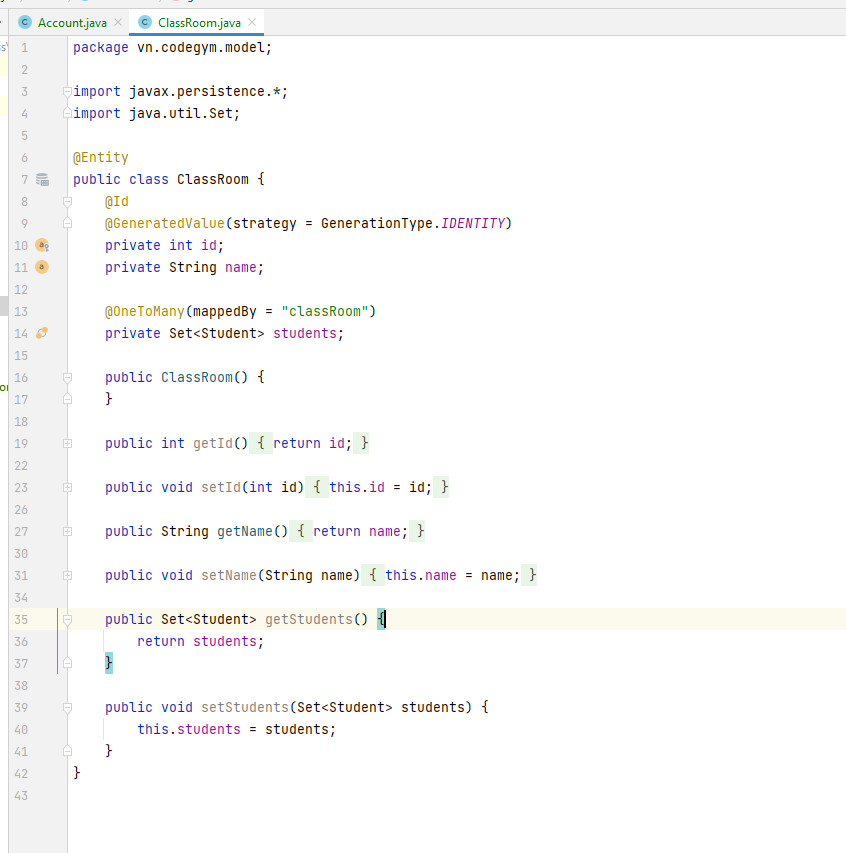 Account.java ClassRoom.java
1 package vn.codegym.model;
2
3 import javax.persistence.*;
4 import java.util.Set;
5
6 @Entity
7 public class ClassRoom {
8 @Id
9 @GeneratedValue(strategy = GenerationType.IDENTITY)
10 private int id;
11 private String name;
12
13 @OneToMany(mappedBy = "classRoom")
14 private Set<Student> students;
15
16 public ClassRoom() {
17 }
18
19 public int getId() { return id; }
22
23 public void setId(int id) { this.id = id; }
26
27 public String getName() { return name; }
30
31 public void setName(String name) { this.name = name; }
34
35 public Set<Student> getStudents() {
36 return students;
37 }
38
39 public void setStudents(Set<Student> students) {
40 this.students = students;
41 }
42 }
43